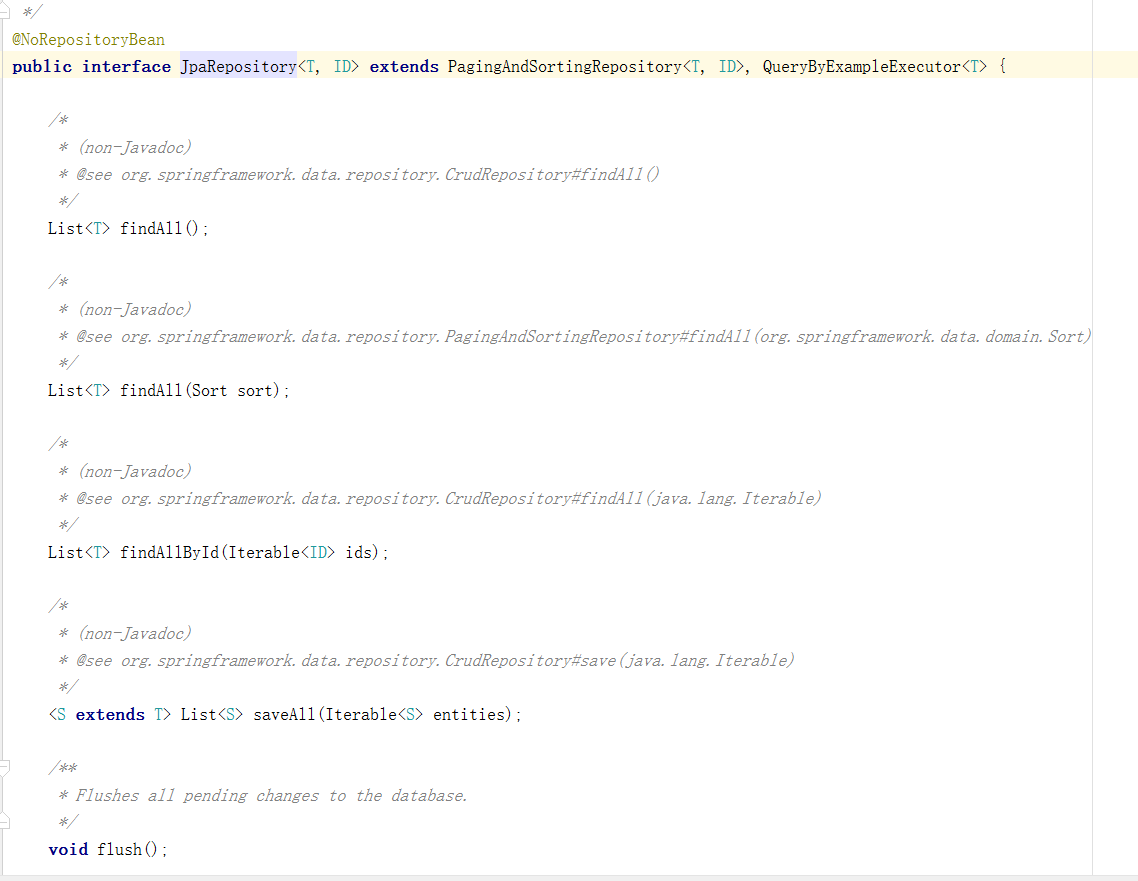 */
@NoRepositoryBean
public interface JpaRepository<T, ID> extends PagingAndSortingRepository<T, ID>, QueryByExampleExecutor<T> {
/*
* (non-Javadoc)
* @see org.springframework.data.repository.CrudRepository#findAll()
*/
List<T> findAll();
/*
* (non-Javadoc)
* @see org.springframework.data.repository.PagingAndSortingRepository#findAll(org.springframework.data.domain.Sort)
*/
List<T> findAll(Sort sort);
/*
* (non-Javadoc)
* @see org.springframework.data.repository.CrudRepository#findAll(java.lang.Iterable)
*/
List<T> findAllById(Iterable<ID> ids);
/*
* (non-Javadoc)
* @see org.springframework.data.repository.CrudRepository#save(java.lang.Iterable)
*/
<S extends T> List<S> saveAll(Iterable<S> entities);
/**
* Flushes all pending changes to the database.
*/
void flush();